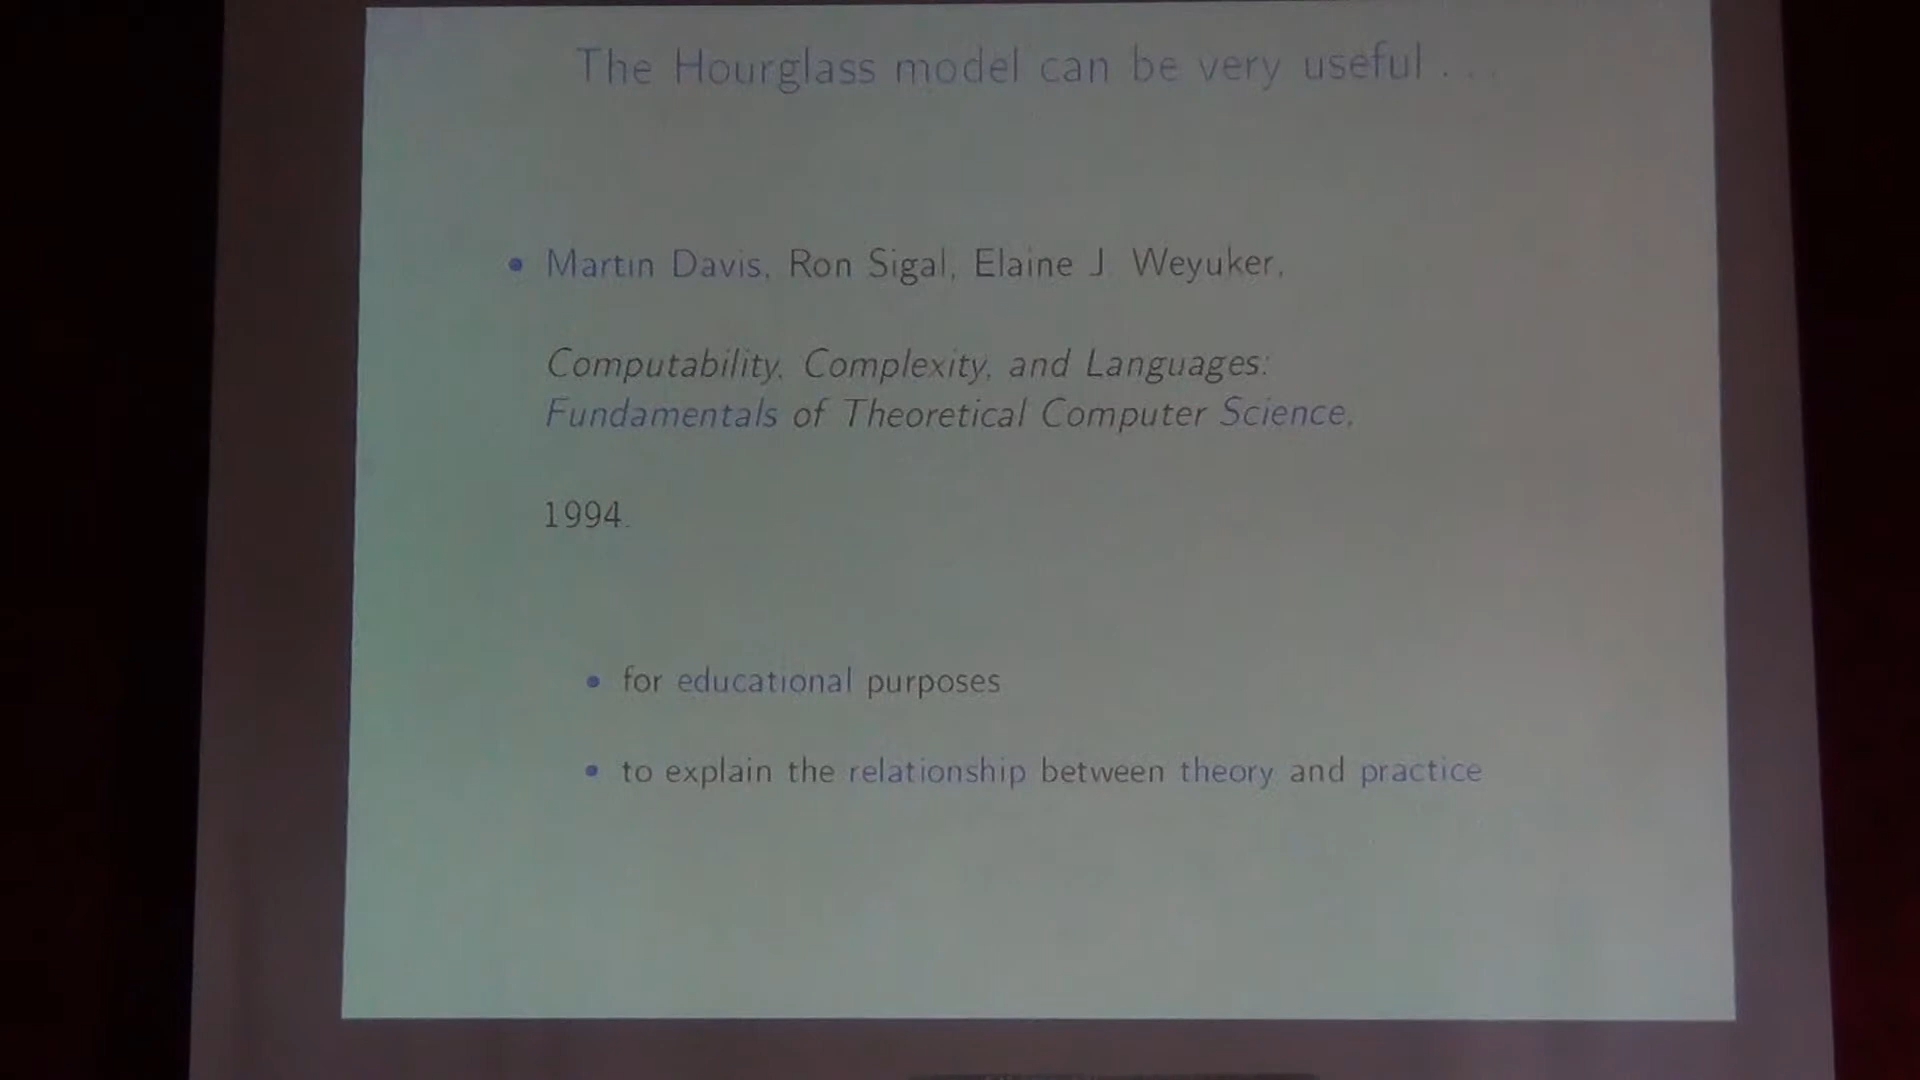 The Hourglass model can be very useful . . .
• Martin Davis, Ron Sigal, Elaine J. Weyuker,
Computability, Complexity, and Languages:
Fundamentals of Theoretical Computer Science,
1994.
• for educational purposes
• to explain the relationship between theory and practice